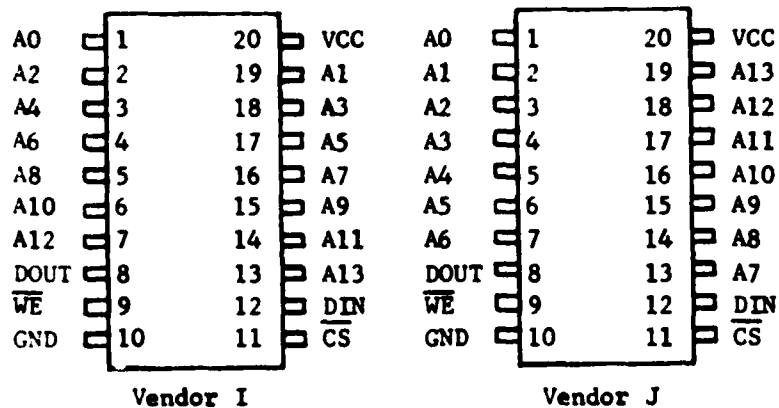 A0 1 20 VCC A0 1 20 VCC
A2 2 19 A1 A1 2 19 A13
A4 3 18 A3 A2 3 18 A12
A6 4 17 A5 A3 4 17 A11
A8 5 16 A7 A4 5 16 A10
A10 6 15 A9 A5 6 15 A9
A12 7 14 A11 A6 7 14 A8
DOUT 8 13 A13 DOUT 8 13 A7
W̅E̅ 9 12 DIN W̅E̅ 9 12 DIN
GND 10 11 C̅S̅ GND 10 11 C̅S̅
Vendor I Vendor J